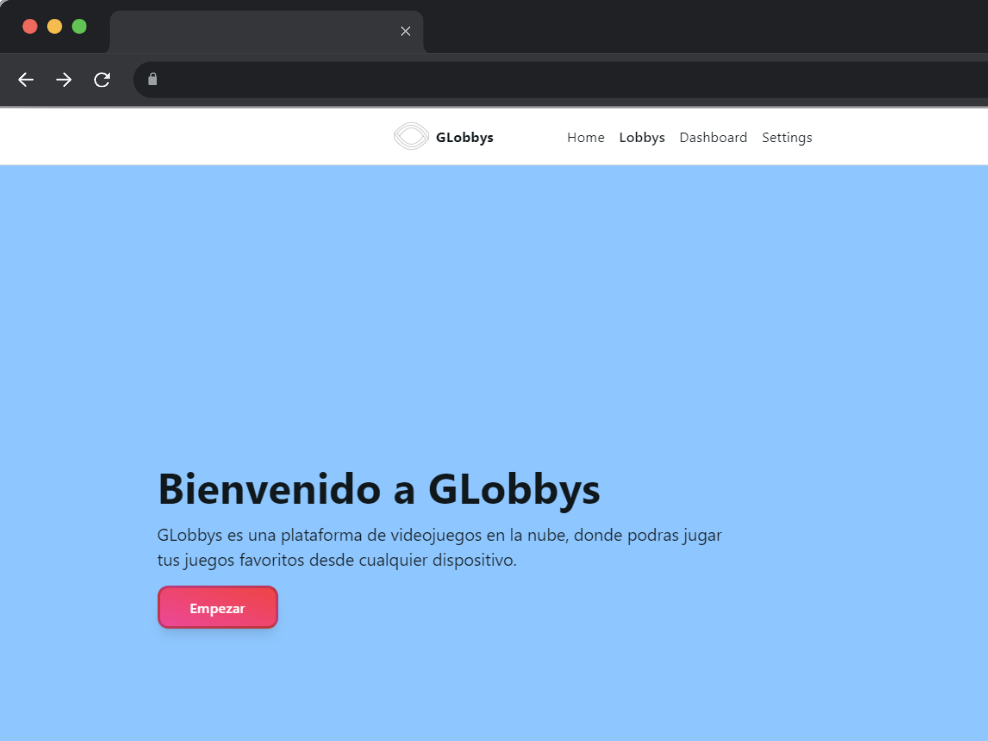 GLobbys
Home Lobbys Dashboard Settings
Bienvenido a GLobbys
GLobbys es una plataforma de videojuegos en la nube, donde podras jugar
tus juegos favoritos desde cualquier dispositivo.
Empezar